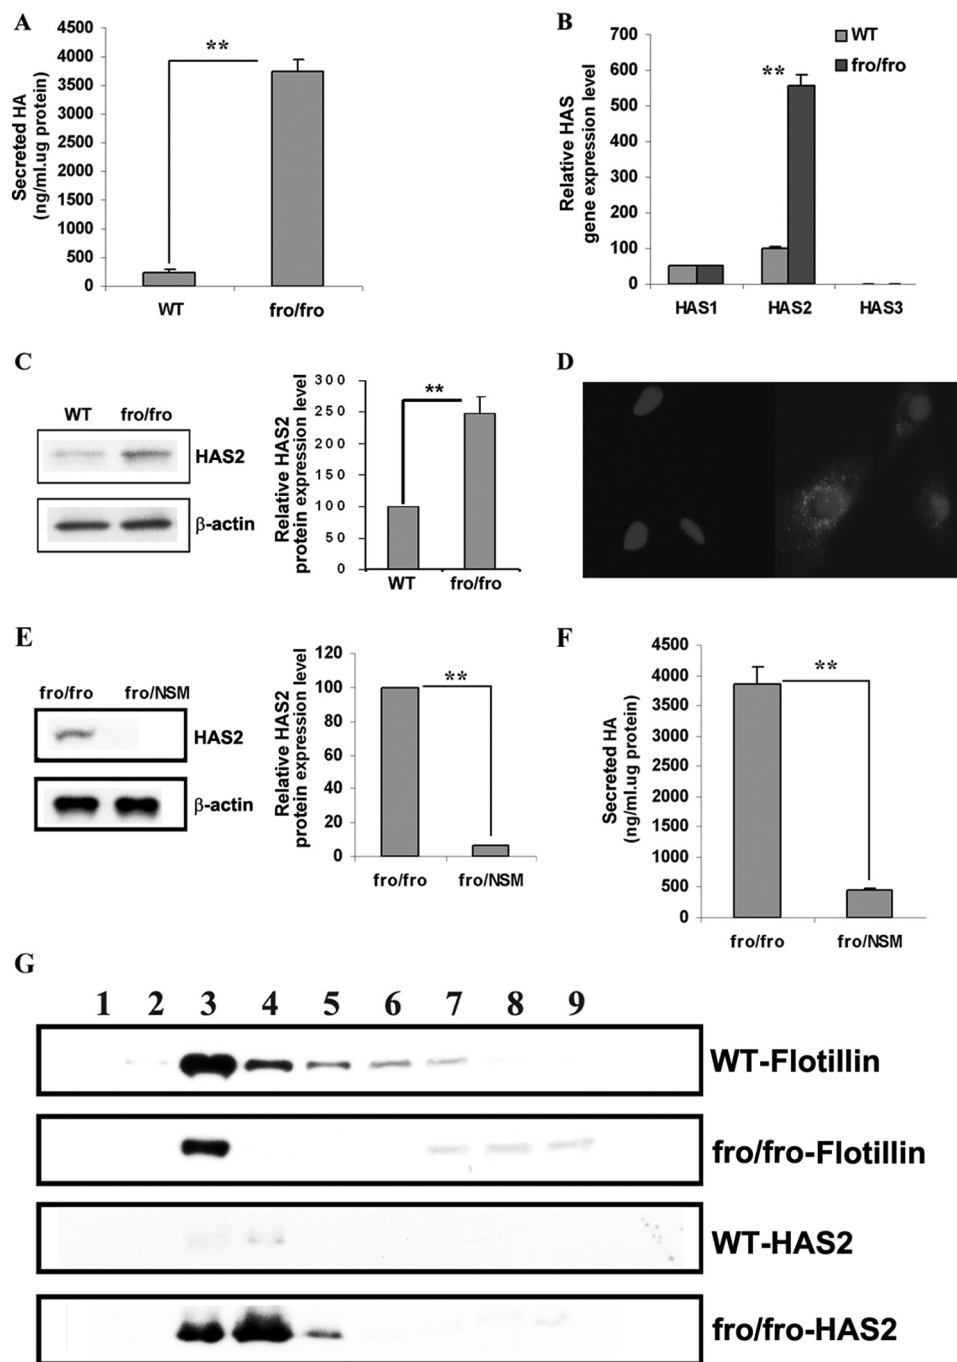 A
Secreted HA
(ng/ml.ug protein)
4500
4000
3500
3000
2500
2000
1500
1000
500
0
**
WT
fro/fro
B
Relative HAS
gene expression level
700
600
500
400
300
200
100
0
**
WT
fro/fro
HAS1
HAS2
HAS3
C
WT fro/fro
HAS2
β-actin
Relative HAS2
protein expression level
300
250
200
150
100
50
0
**
WT
fro/fro
D
E
fro/fro fro/NSM
HAS2
β-actin
Relative HAS2
protein expression level
120
100
80
60
40
20
0
**
fro/fro
fro/NSM
F
Secreted HA
(ng/ml.ug protein)
4500
4000
3500
3000
2500
2000
1500
1000
500
0
**
fro/fro
fro/NSM
G
1 2 3 4 5 6 7 8 9
WT-Flotillin
fro/fro-Flotillin
WT-HAS2
fro/fro-HAS2